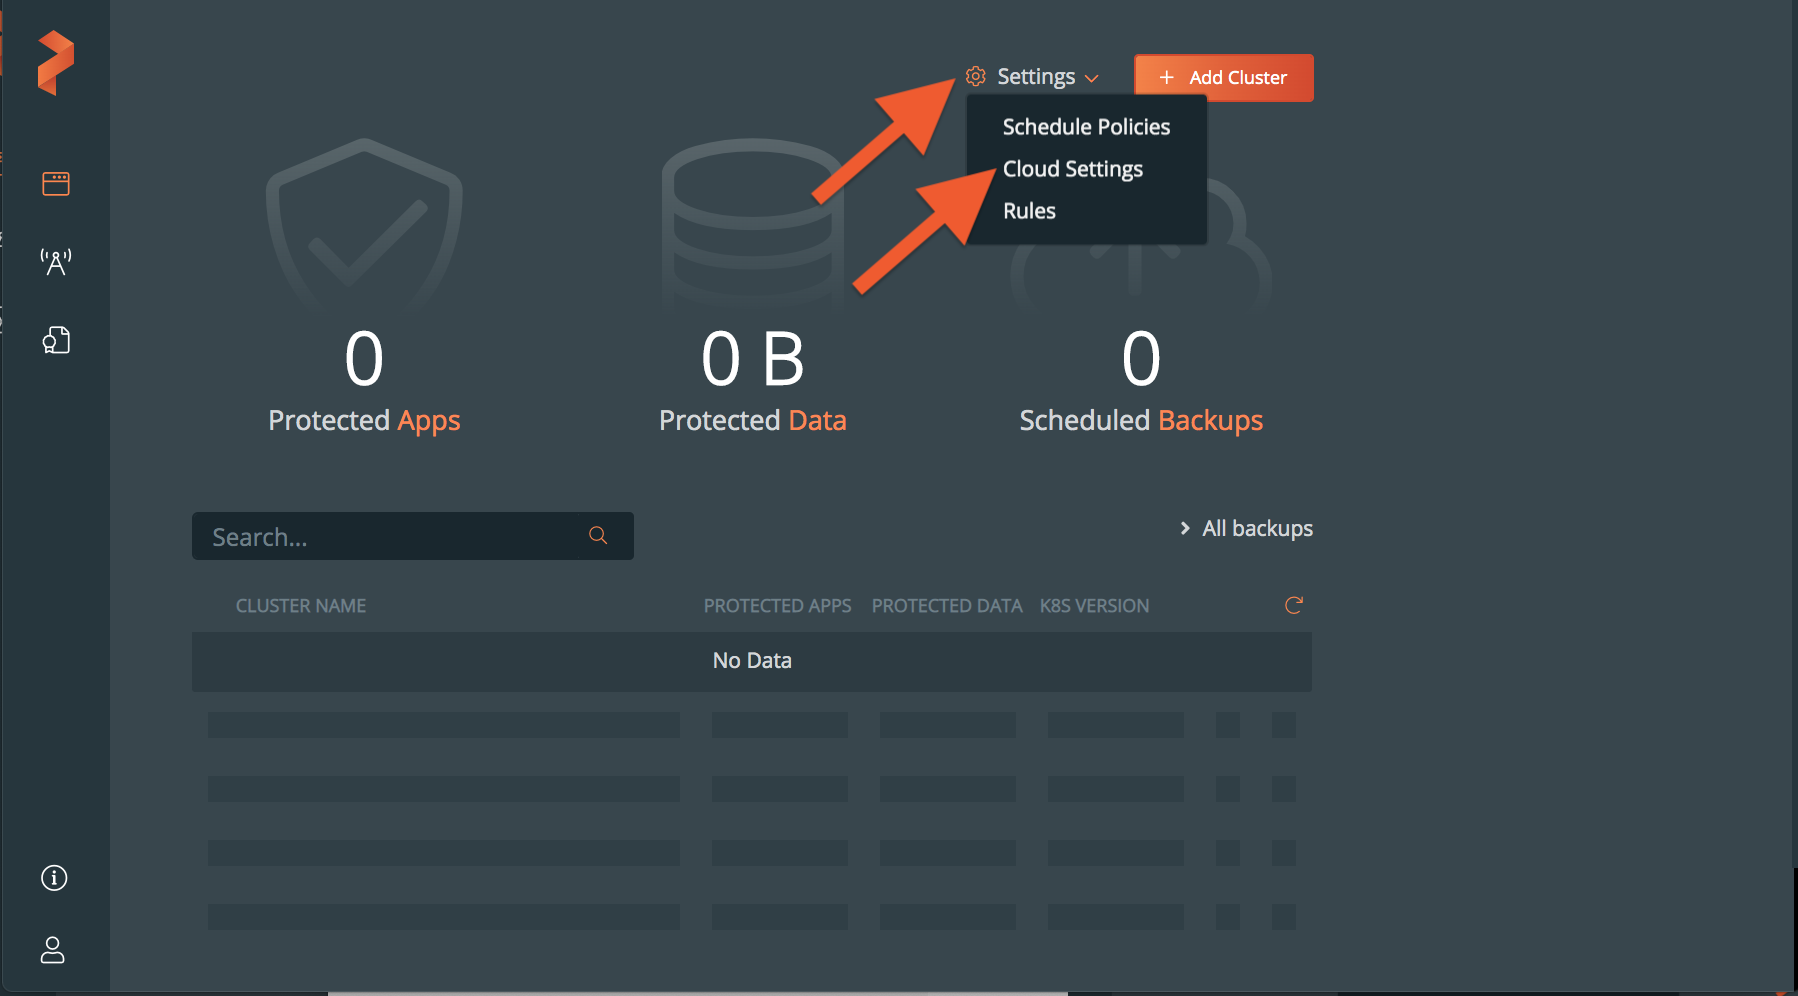 Settings
+ Add Cluster
Schedule Policies
Cloud Settings
Rules
0
Protected Apps
0 B
Protected Data
0
Scheduled Backups
Search...
All backups
CLUSTER NAME
PROTECTED APPS
PROTECTED DATA
K8S VERSION
No Data